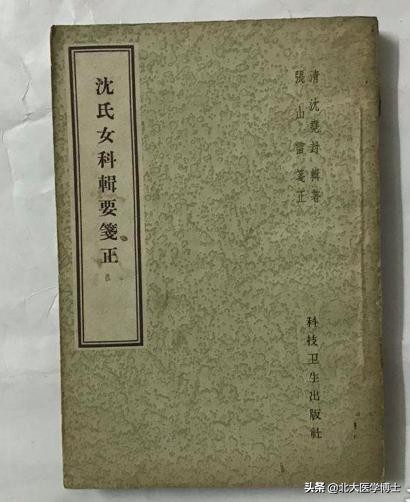 沈氏女科輯要箋正
清沈堯封輯著
張山雷箋正
科技卫生出版社
头条 @北大医学博士